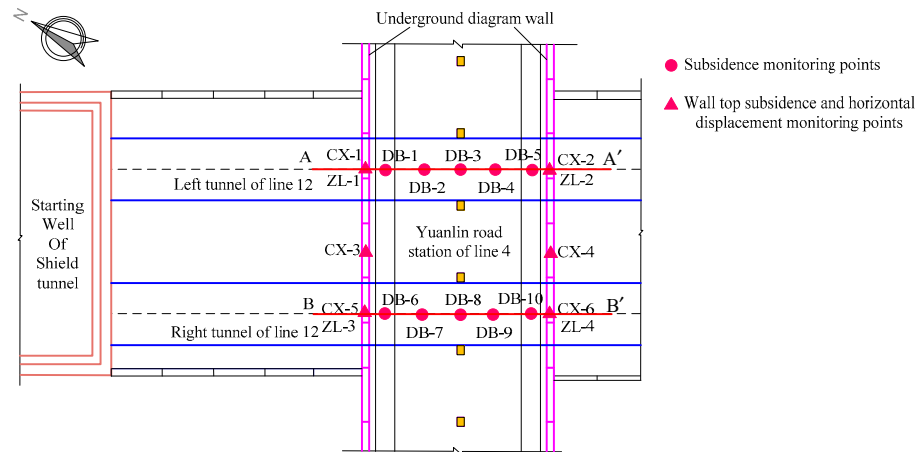 N
Underground diagram wall
Subsidence monitoring points
Wall top subsidence and horizontal
displacement monitoring points
A
CX-1
DB-1
DB-3
DB-5
CX-2
A′
Left tunnel of line 12
ZL-1
DB-2
DB-4
ZL-2
Starting
Well
Of
Shield
tunnel
Yuanlin road
station of line 4
CX-3
CX-4
B
CX-5
DB-6
DB-8
DB-10
CX-6
B′
Right tunnel of line 12
ZL-3
DB-7
DB-9
ZL-4